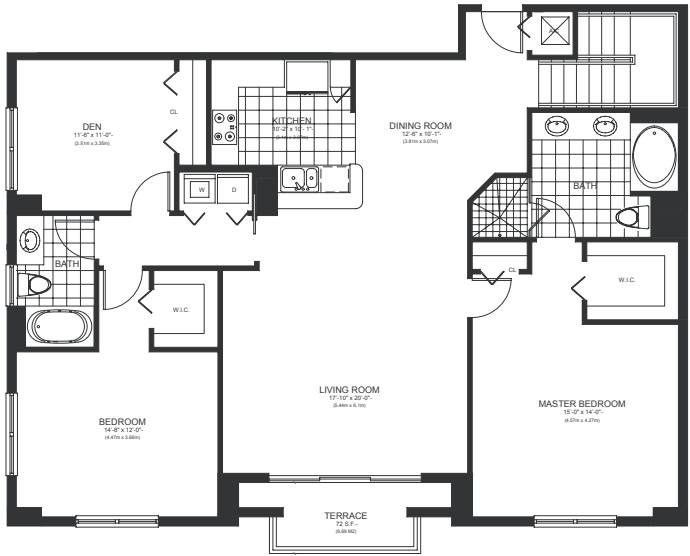 A/C
DEN
11'-6" x 11'-0"-
(3.51m x 3.35m)
CL
KITCHEN
10'-2" x 10'-1"-
DINING ROOM
12'-6" x 10'-1"-
(3.81m x 3.07m)
W
D
BATH
BATH
CL
W.I.C.
W.I.C.
LIVING ROOM
17'-10" x 20'-0"-
(5.44m x 6.1m)
MASTER BEDROOM
15'-0" x 14'-0"-
(4.57m x 4.27m)
BEDROOM
14'-8" x 12'-0"-
(4.47m x 3.66m)
TERRACE
72 S.F.-
(6.69 M2)